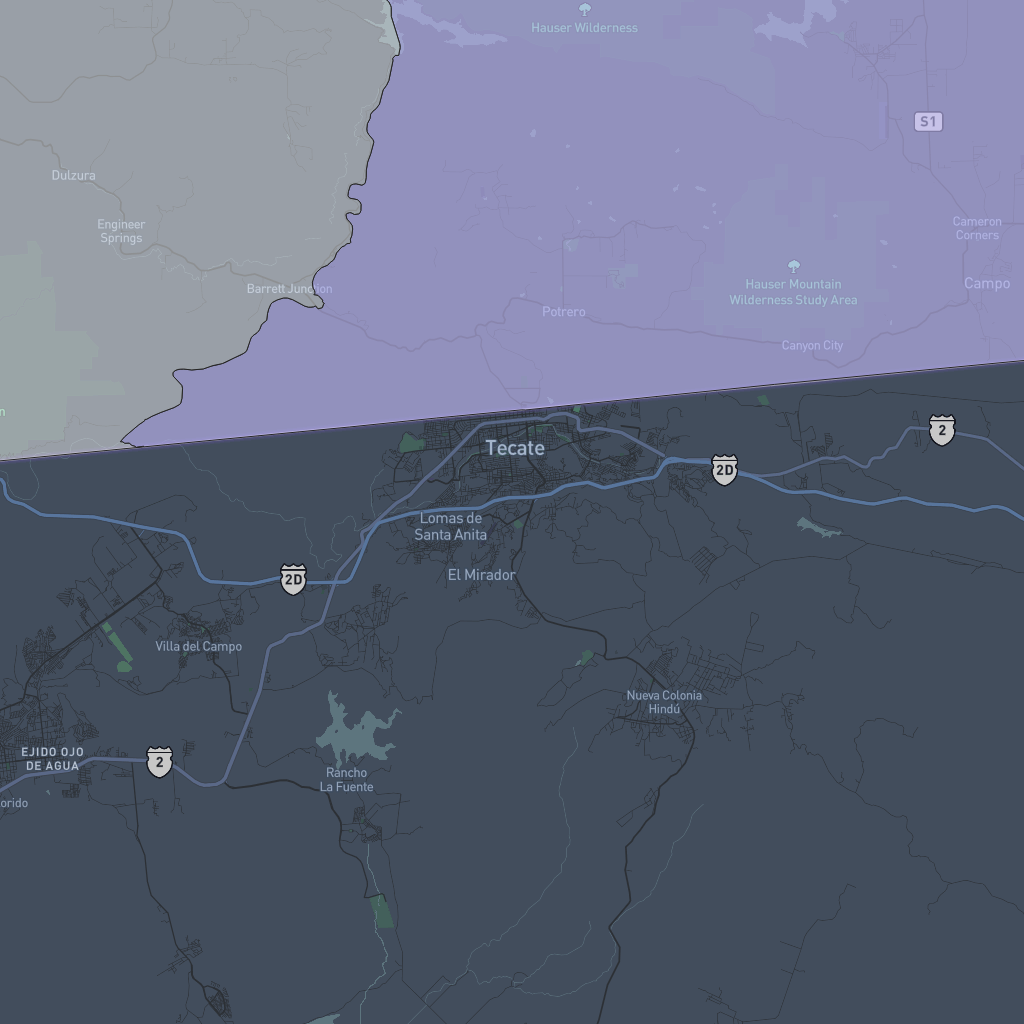 Hauser Wilderness
S1
Dulzura
Engineer
Springs
Cameron
Corners
Hauser Mountain
Wilderness Study Area
Campo
Barrett Junction
Potrero
Canyon City
n
2
Tecate
2D
Lomas de
Santa Anita
El Mirador
2D
Villa del Campo
Nueva Colonia
Hindú
EJIDO OJO
DE AGUA
2
Rancho
La Fuente
orido